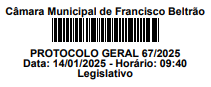 Câmara Municipal de Francisco Beltrão
PROTOCOLO GERAL 67/2025
Data: 14/01/2025 - Horário: 09:40
Legislativo